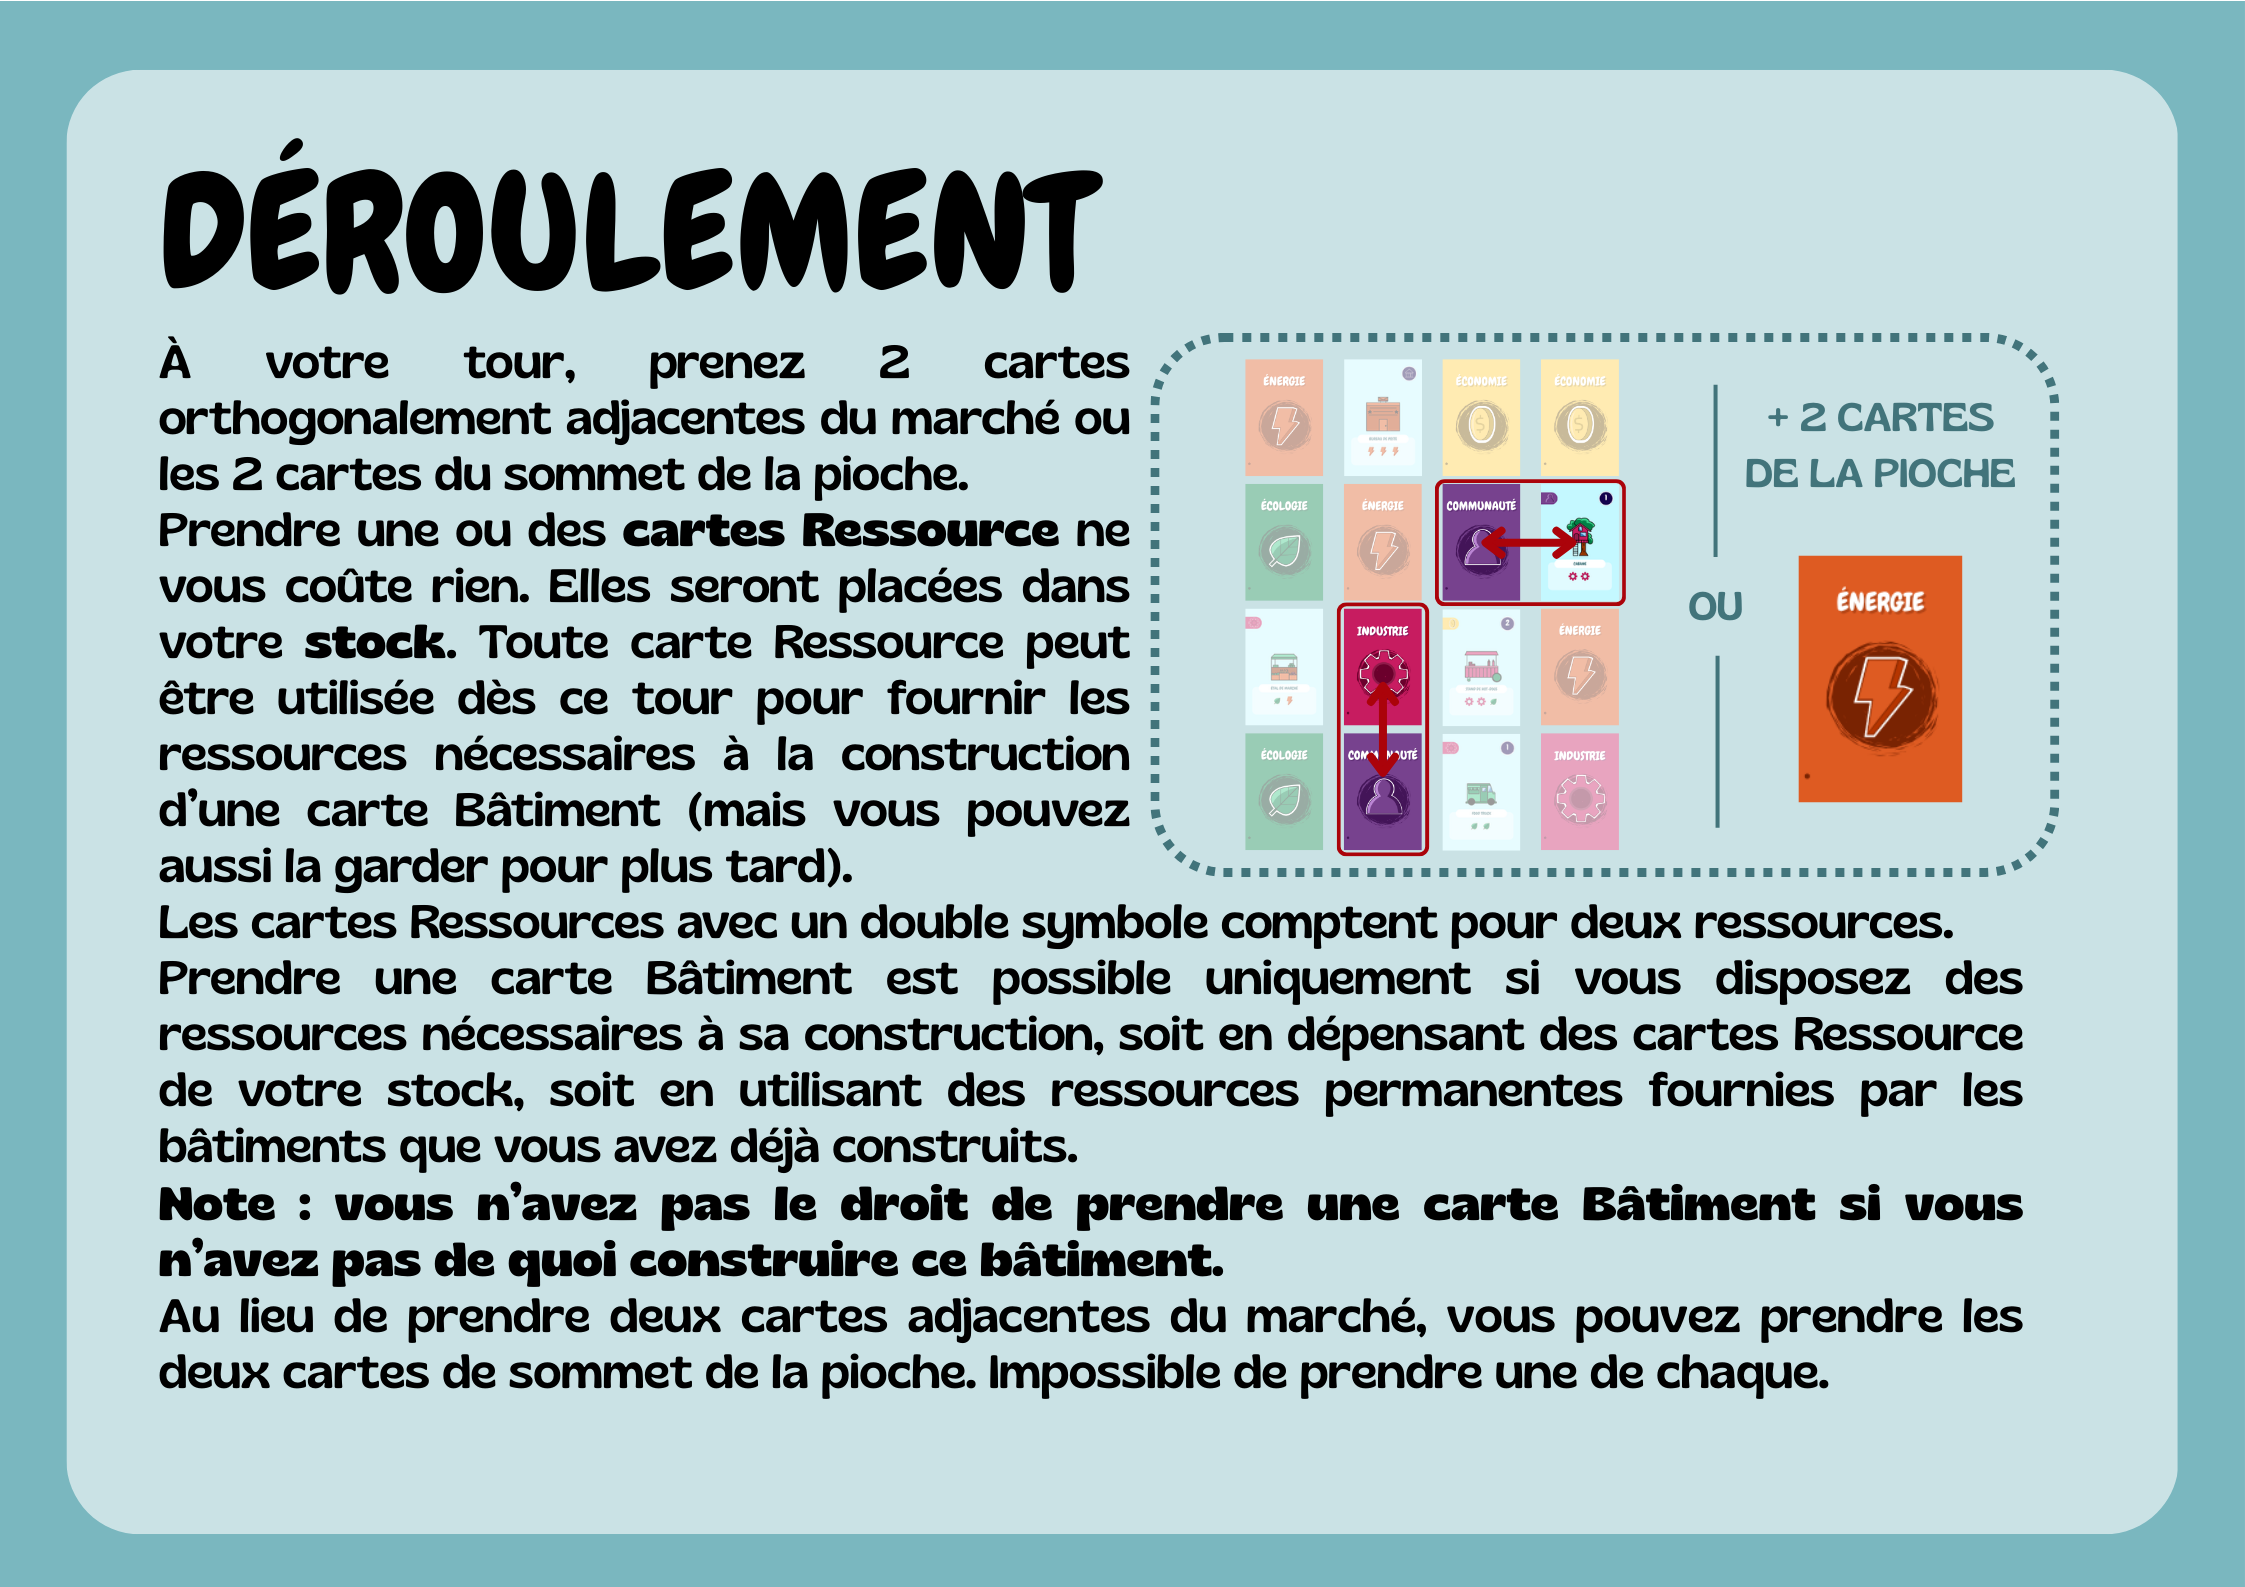 DÉROULEMENT
À votre tour, prenez 2 cartes
orthogonalement adjacentes du marché ou
les 2 cartes du sommet de la pioche.
Prendre une ou des cartes Ressource ne
vous coûte rien. Elles seront placées dans
votre stock. Toute carte Ressource peut
être utilisée dès ce tour pour fournir les
ressources nécessaires à la construction
d'une carte Bâtiment (mais vous pouvez
aussi la garder pour plus tard).
ÉNERGIE
ÉCONOMIE
ÉCONOMIE
ÉCOLOGIE
ÉNERGIE
COMMUNAUTÉ
1
CABANE
INDUSTRIE
2
ÉNERGIE
ÉCOLOGIE
COMMUNAUTÉ
1
INDUSTRIE
+ 2 CARTES
DE LA PIOCHE
OU
ÉNERGIE
Les cartes Ressources avec un double symbole comptent pour deux ressources.
Prendre une carte Bâtiment est possible uniquement si vous disposez des
ressources nécessaires à sa construction, soit en dépensant des cartes Ressource
de votre stock, soit en utilisant des ressources permanentes fournies par les
bâtiments que vous avez déjà construits.
Note : vous n'avez pas le droit de prendre une carte Bâtiment si vous
n'avez pas de quoi construire ce bâtiment.
Au lieu de prendre deux cartes adjacentes du marché, vous pouvez prendre les
deux cartes de sommet de la pioche. Impossible de prendre une de chaque.